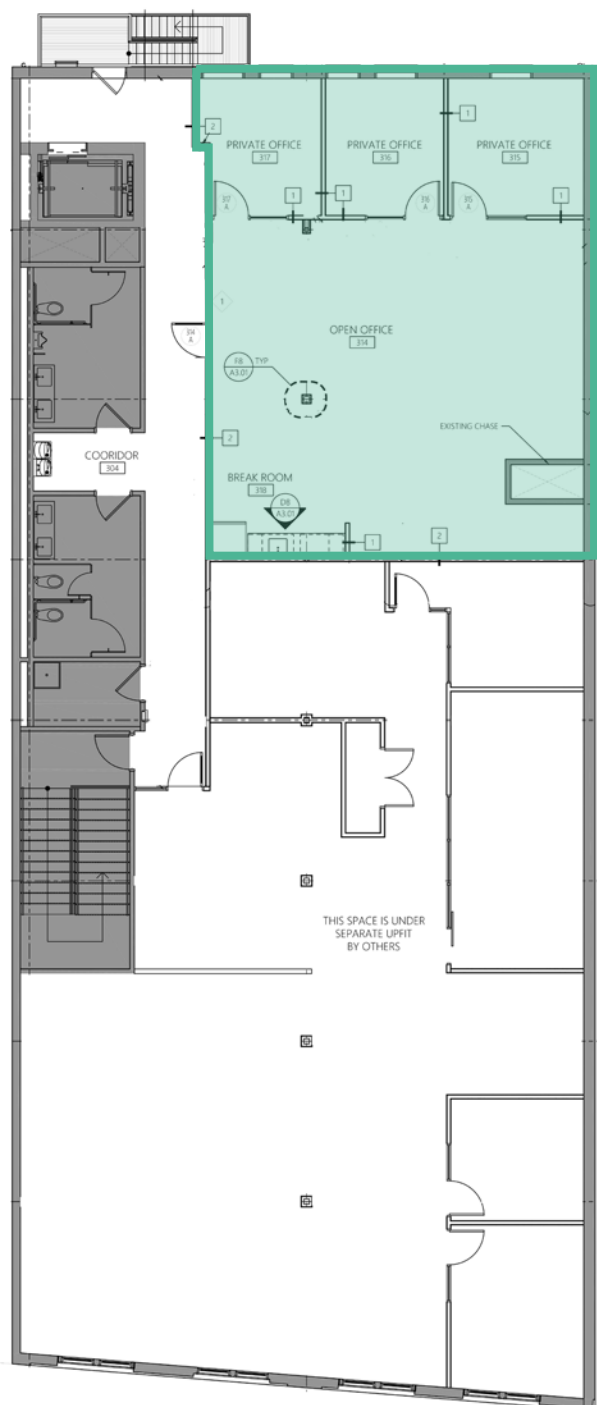 2
1
PRIVATE OFFICE
317
PRIVATE OFFICE
316
PRIVATE OFFICE
315
1
1
1
317
A
316
A
315
A
1
OPEN OFFICE
314
314
A
F8
A3.01
TYP
2
EXISTING CHASE
COORIDOR
304
BREAK ROOM
318
D8
A3.01
1
2
THIS SPACE IS UNDER
SEPARATE UPFIT
BY OTHERS